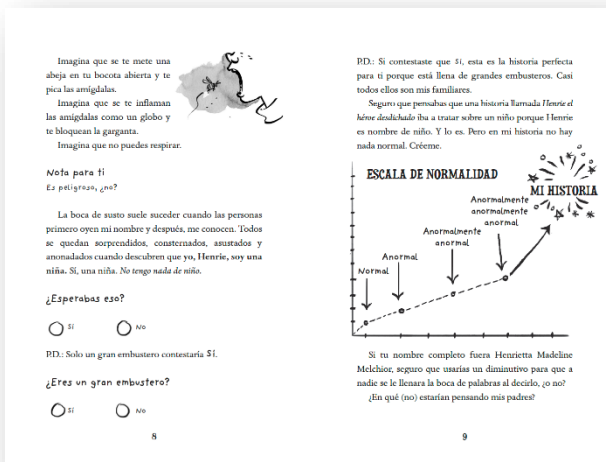 Imagina que se te mete una
abeja en tu bocota abierta y te
pica las amígdalas.
Imagina que se te inflaman
las amígdalas como un globo y
te bloquean la garganta.
Imagina que no puedes respirar.
Nota para ti
Es peligroso, ¿no?
La boca de susto suele suceder cuando las personas
primero oyen mi nombre y después, me conocen. Todos
se quedan sorprendidos, consternados, asustados y
anonadados cuando descubren que yo, Henrie, soy una
niña. Sí, una niña. No tengo nada de niño.
¿Esperabas eso?
Sí No
P.D.: Solo un gran embustero contestaría Sí.
¿Eres un gran embustero?
Sí No
8
P.D.: Si contestaste que Sí, esta es la historia perfecta
para ti porque está llena de grandes embusteros. Casi
todos ellos son mis familiares.
Seguro que pensabas que una historia llamada Henrie el
héroe desdichado iba a tratar sobre un niño porque Henrie
es nombre de niño. Y lo es. Pero en mi historia no hay
nada normal. Créeme.
ESCALA DE NORMALIDAD
MI HISTORIA
Anormalmente
anormalmente
anormal
Anormalmente
anormal
Anormal
Normal
Si tu nombre completo fuera Henrietta Madeline
Melchior, seguro que usarías un diminutivo para que a
nadie se le llenara la boca de palabras al decirlo, ¿o no?
¿En qué (no) estarían pensando mis padres?
9